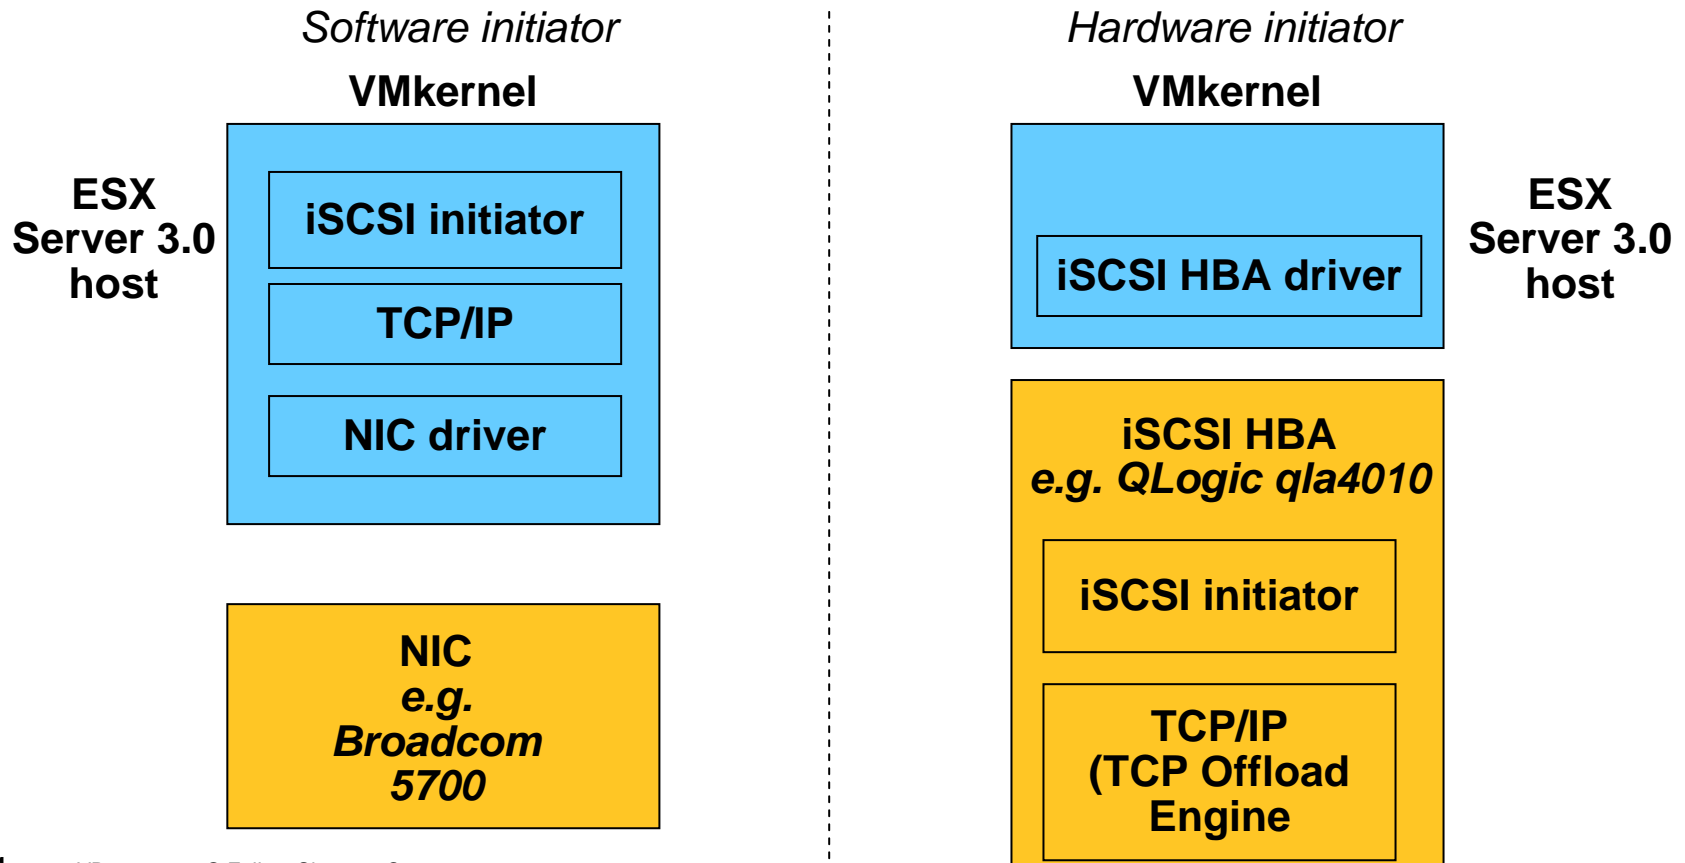 Software initiator
VMkernel
ESX
Server 3.0
host
iSCSI initiator
TCP/IP
NIC driver
NIC
e.g.
Broadcom
5700
Hardware initiator
VMkernel
ESX
Server 3.0
host
iSCSI HBA driver
iSCSI HBA
e.g. QLogic qla4010
iSCSI initiator
TCP/IP
(TCP Offload
Engine